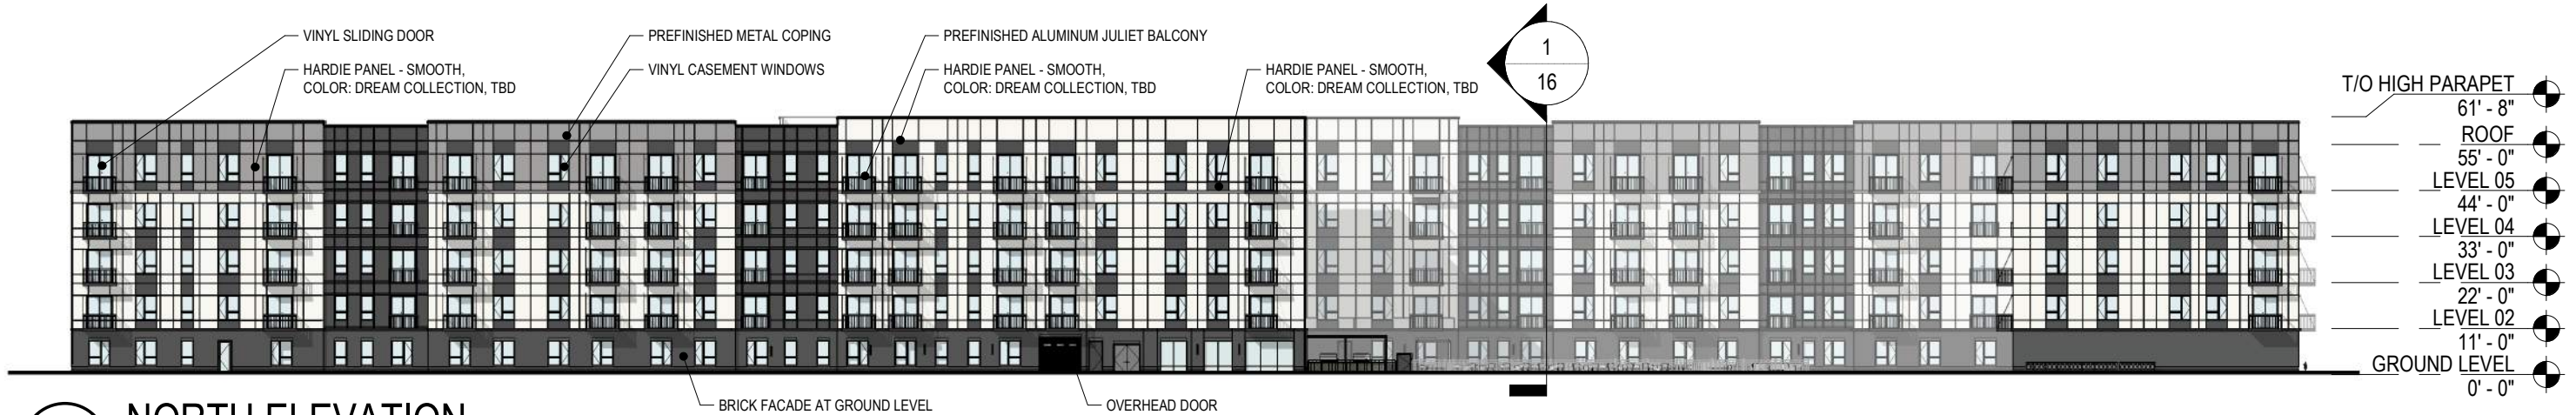 VINYL SLIDING DOOR
HARDIE PANEL - SMOOTH,
COLOR: DREAM COLLECTION, TBD
PREFINISHED METAL COPING
VINYL CASEMENT WINDOWS
PREFINISHED ALUMINUM JULIET BALCONY
HARDIE PANEL - SMOOTH,
COLOR: DREAM COLLECTION, TBD
HARDIE PANEL - SMOOTH,
COLOR: DREAM COLLECTION, TBD
1
16
T/O HIGH PARAPET
61' - 8"
ROOF
55' - 0"
LEVEL 05
44' - 0"
LEVEL 04
33' - 0"
LEVEL 03
22' - 0"
LEVEL 02
11' - 0"
GROUND LEVEL
0' - 0"
BRICK FACADE AT GROUND LEVEL
OVERHEAD DOOR
NORTH ELEVATION